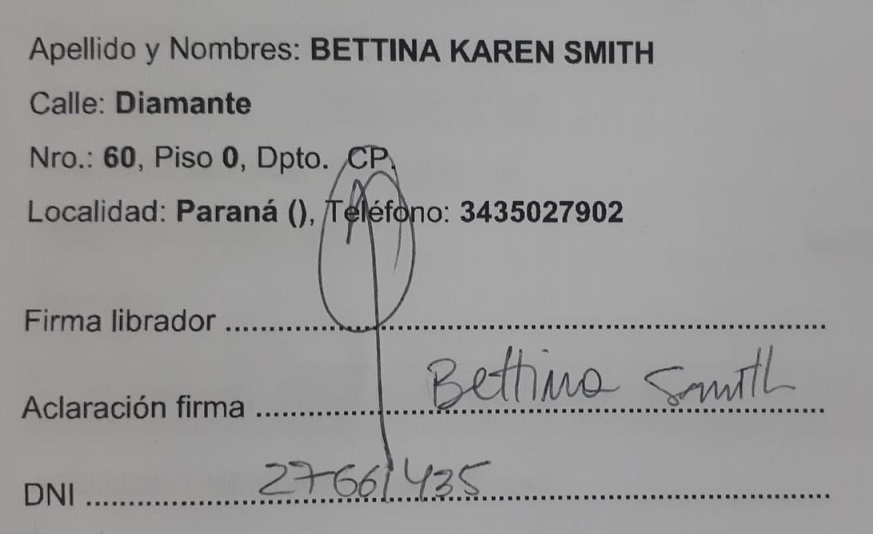 Apellido y Nombres: BETTINA KAREN SMITH
Calle: Diamante
Nro.: 60, Piso 0, Dpto. CP.
Localidad: Paraná (), Teléfono: 3435027902
Firma librador ..........................................................................
Aclaración firma ........Bettina Smith........
DNI ........27661435........